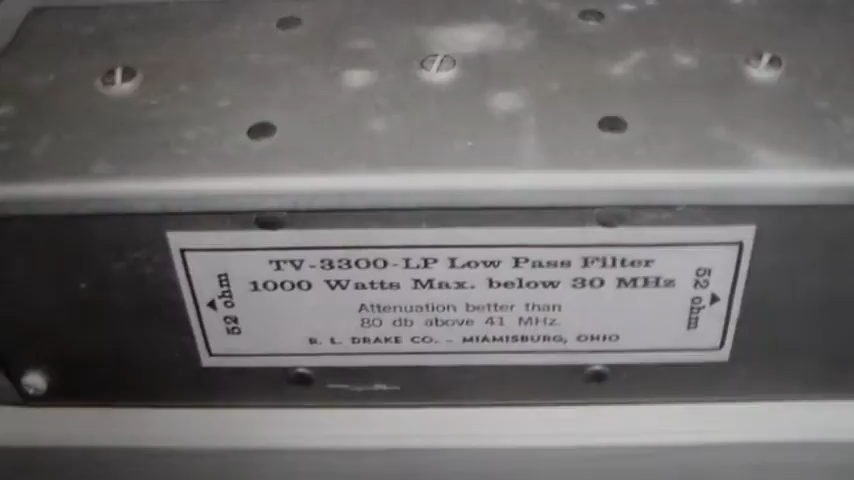 TV-3300-LP Low Pass Filter
1000 Watts Max. below 30 MHz
Attenuation better than
80 db above 41 MHz.
R. L. DRAKE CO. - MIAMISBURG, OHIO
52 ohm
52 ohm